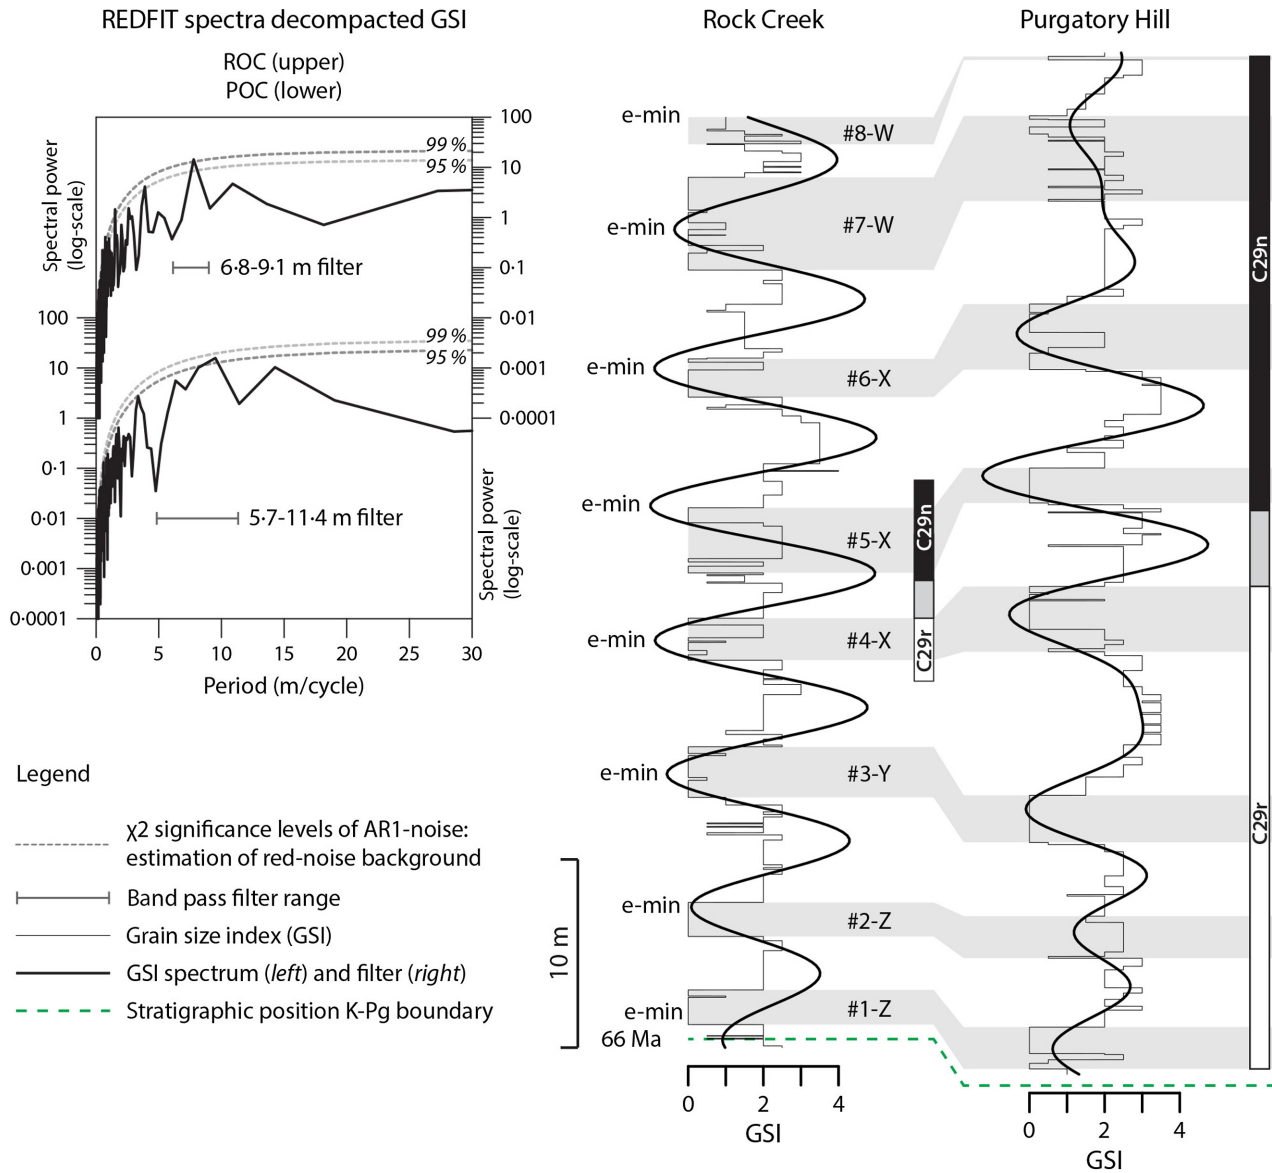 REDFIT spectra decompacted GSI
ROC (upper)
POC (lower)
Spectral power
(log-scale)
99 %
95 %
6·8-9·1 m filter
100
10
1
0·1
0·01
0·001
0·0001
99 %
95 %
5·7-11·4 m filter
100
10
1
0·1
0·01
0·001
0·0001
Spectral power
(log-scale)
0 5 10 15 20 25 30
Period (m/cycle)
Legend
χ2 significance levels of AR1-noise:
estimation of red-noise background
Band pass filter range
Grain size index (GSI)
GSI spectrum (left) and filter (right)
Stratigraphic position K-Pg boundary
10 m
Rock Creek
Purgatory Hill
e-min
#8-W
e-min
#7-W
e-min
#6-X
e-min
#5-X
e-min
#4-X
e-min
#3-Y
e-min
#2-Z
e-min
#1-Z
66 Ma
C29n
C29r
C29n
C29r
0 2 4
GSI
0 2 4
GSI